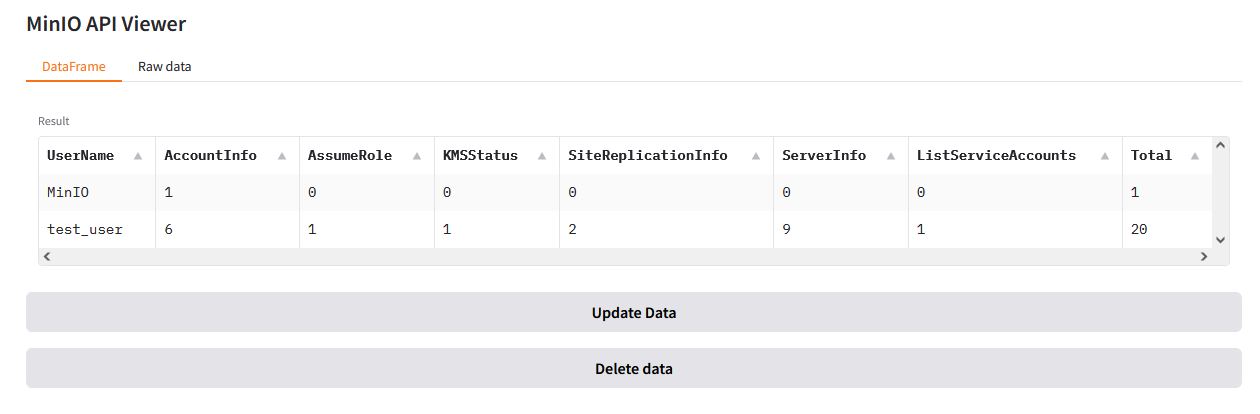 MinIO API Viewer
DataFrame Raw data
Result
UserName AccountInfo AssumeRole KMSStatus SiteReplicationInfo ServerInfo ListServiceAccounts Total
MinIO 1 0 0 0 0 0 1
test_user 6 1 1 2 9 1 20
Update Data
Delete data